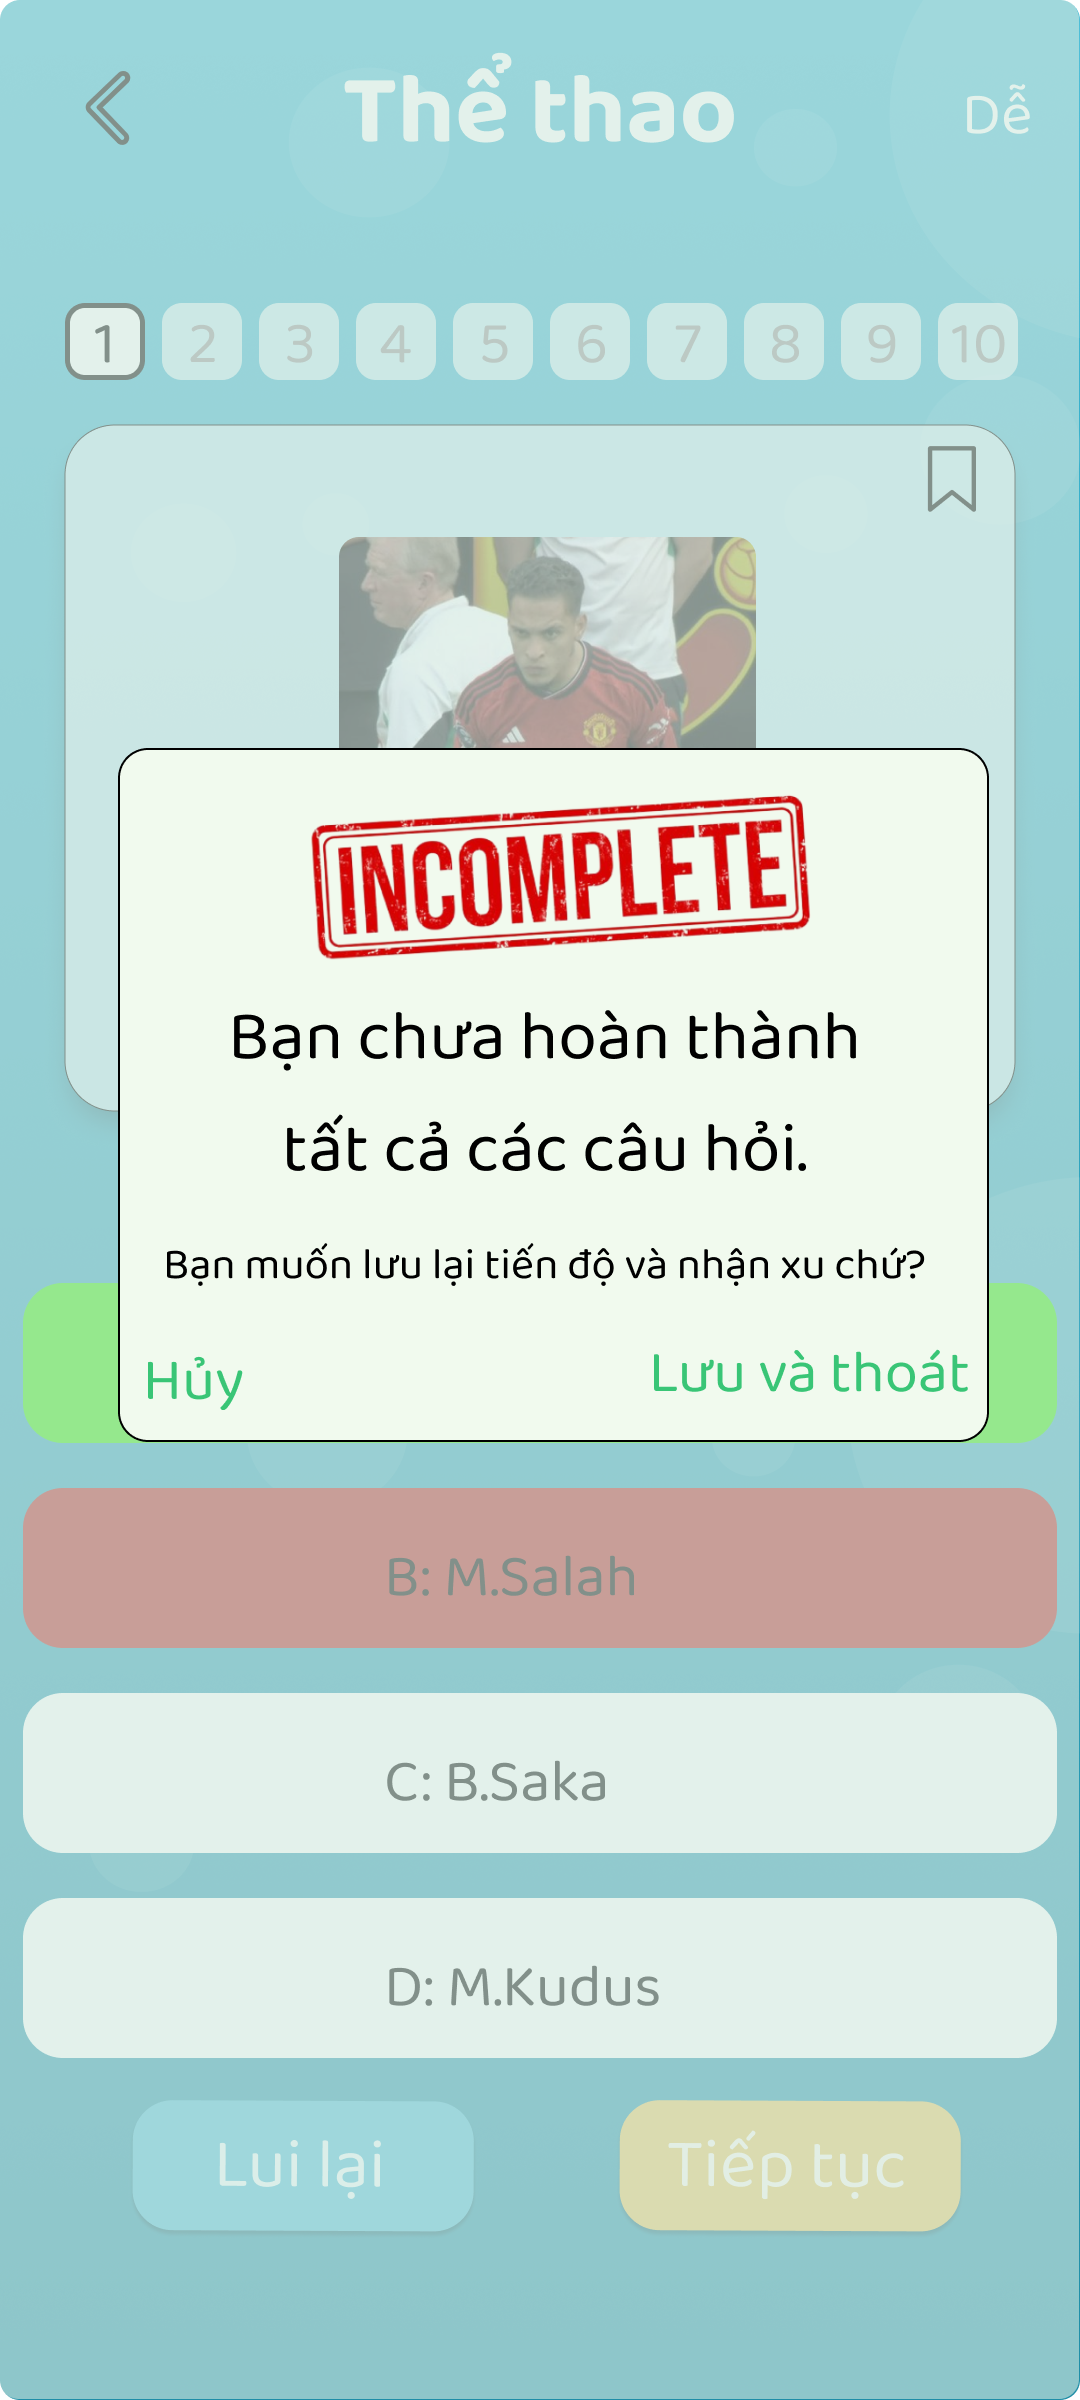 Thể thao
Dễ
1 2 3 4 5 6 7 8 9 10
INCOMPLETE
Bạn chưa hoàn thành
tất cả các câu hỏi.
Bạn muốn lưu lại tiến độ và nhận xu chứ?
Hủy
Lưu và thoát
B: M.Salah
C: B.Saka
D: M.Kudus
Lui lại
Tiếp tục